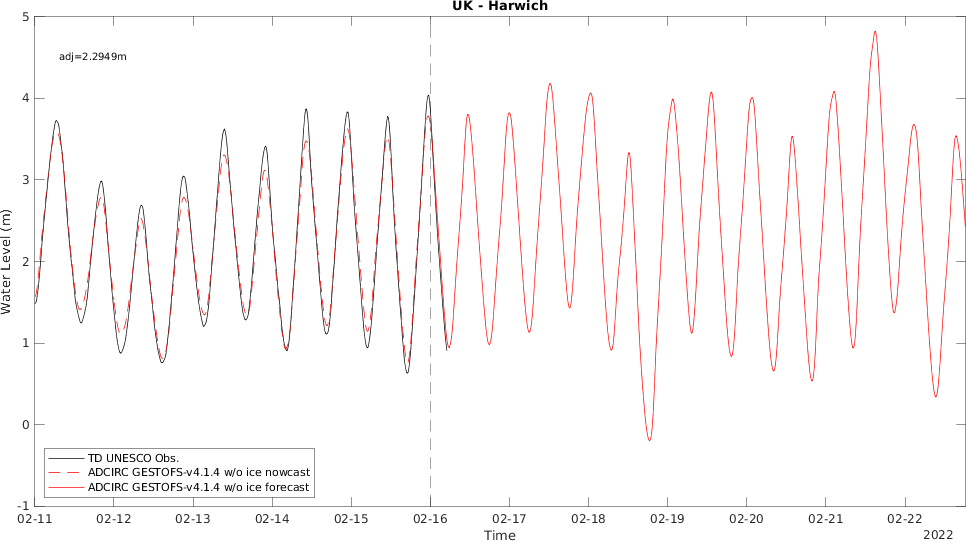 UK - Harwich
adj=2.2949m
Water Level (m)
5
4
3
2
1
0
-1
TD UNESCO Obs.
ADCIRC GESTOFS-v4.1.4 w/o ice nowcast
ADCIRC GESTOFS-v4.1.4 w/o ice forecast
02-11 02-12 02-13 02-14 02-15 02-16 02-17 02-18 02-19 02-20 02-21 02-22
Time
2022